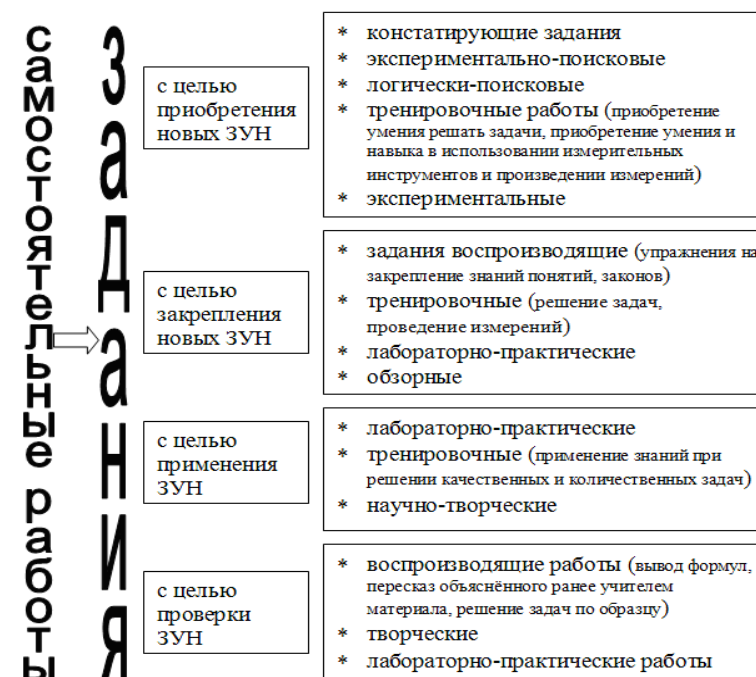 самостоятельные работы
задания
с целью
приобретения
новых ЗУН
* констатирующие задания
* экспериментально-поисковые
* логически-поисковые
* тренировочные работы (приобретение
умения решать задачи, приобретение умения и
навыка в использовании измерительных
инструментов и произведении измерений)
* экспериментальные
с целью
закрепления
новых ЗУН
* задания воспроизводящие (упражнения на
закрепление знаний понятий, законов)
* тренировочные (решение задач,
проведение измерений)
* лабораторно-практические
* обзорные
с целью
применения
ЗУН
* лабораторно-практические
* тренировочные (применение знаний при
решении качественных и количественных задач)
* научно-творческие
с целью
проверки
ЗУН
* воспроизводящие работы (вывод формул,
пересказ объяснённого ранее учителем
материала, решение задач по образцу)
* творческие
* лабораторно-практические работы